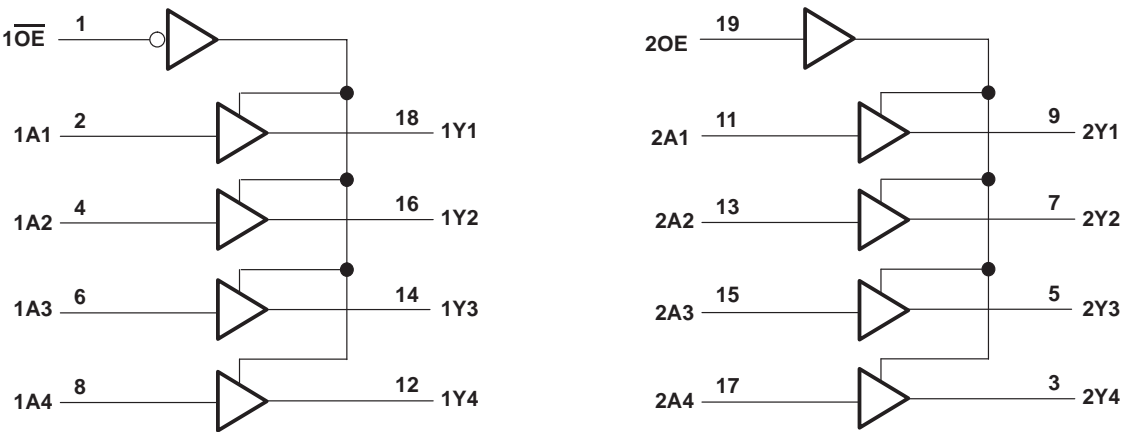 1O̅E̅ 1
1A1 2 18 1Y1
1A2 4 16 1Y2
1A3 6 14 1Y3
1A4 8 12 1Y4
2OE 19
2A1 11 9 2Y1
2A2 13 7 2Y2
2A3 15 5 2Y3
2A4 17 3 2Y4